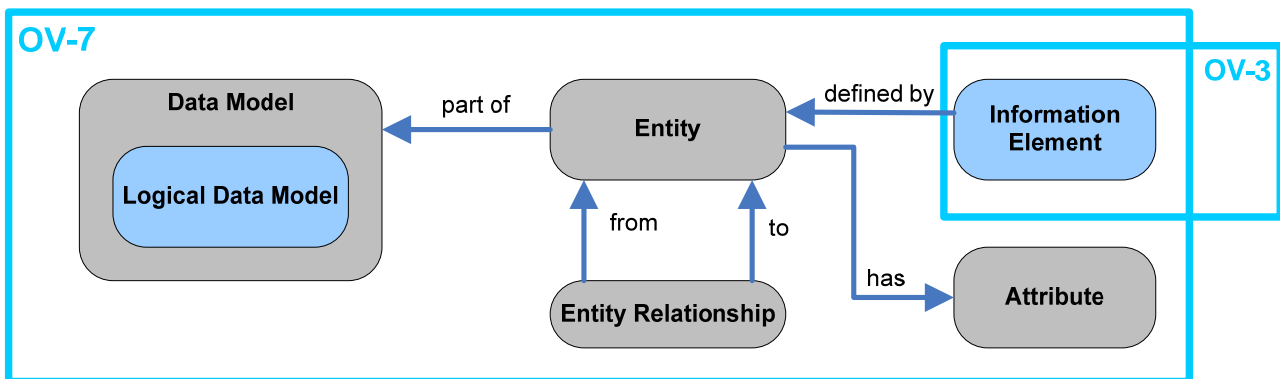 OV-7
OV-3
Data Model
part of
Entity
defined by
Information
Element
Logical Data Model
from
to
has
Entity Relationship
Attribute